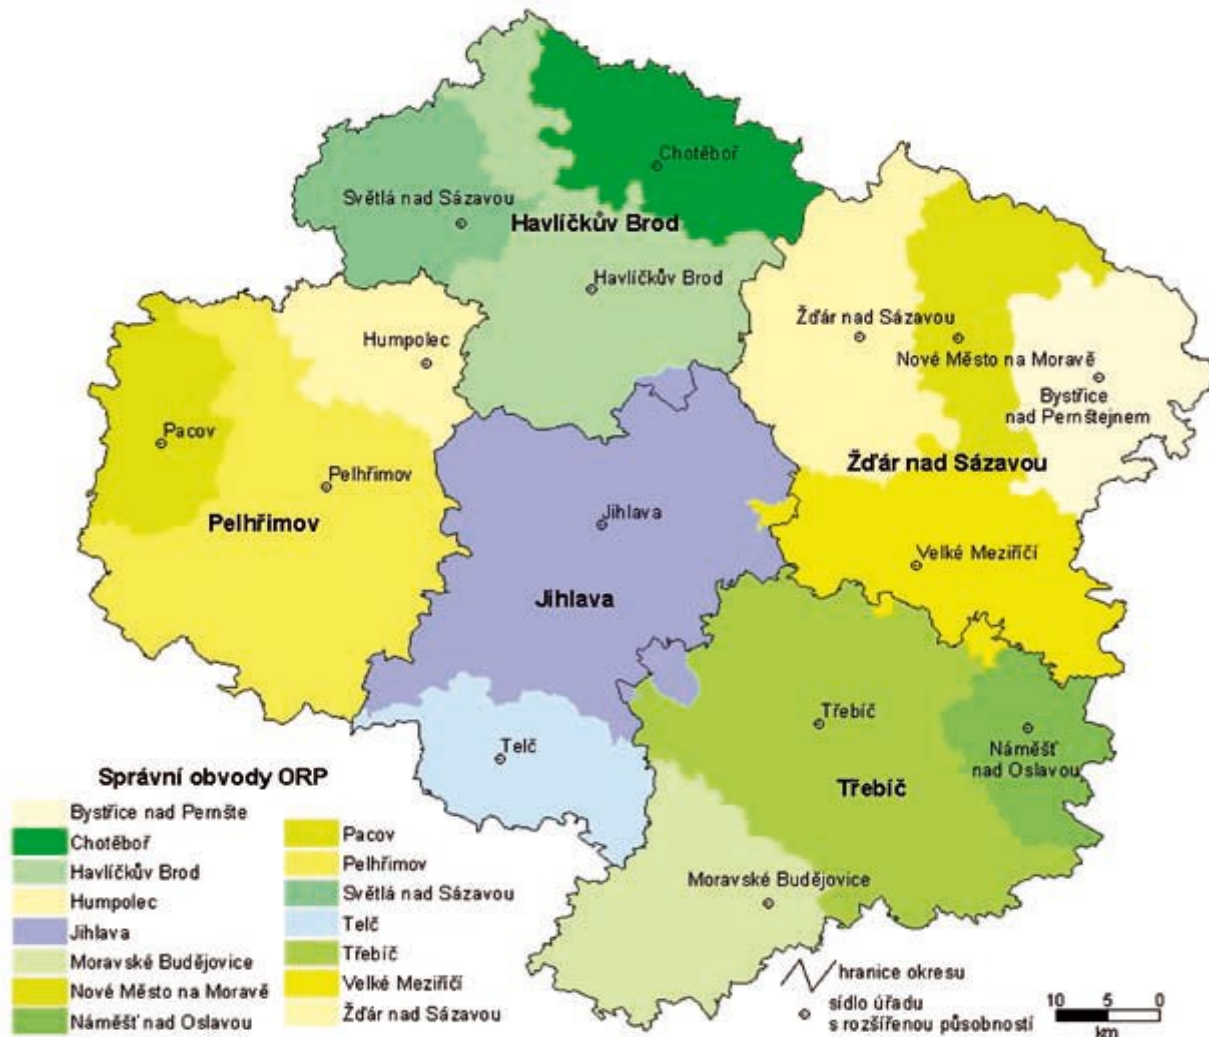 Chotěboř
Světlá nad Sázavou
Havlíčkův Brod
Havlíčkův Brod
Žďár nad Sázavou
Humpolec
Nové Město na Moravě
Bystřice
nad Pernštejnem
Pacov
Žďár nad Sázavou
Pelhřimov
Pelhřimov
Jihlava
Velké Meziříčí
Jihlava
Třebíč
Telč
Náměšť
nad Oslavou
Třebíč
Moravské Budějovice
Správní obvody ORP
Bystřice nad Pernšte
Chotěboř
Havlíčkův Brod
Humpolec
Jihlava
Moravské Budějovice
Nové Město na Moravě
Náměšť nad Oslavou
Pacov
Pelhřimov
Světlá nad Sázavou
Telč
Třebíč
Velké Meziříčí
Žďár nad Sázavou
hranice okresu
sídlo úřadu
s rozšířenou působností
10 5 0
km